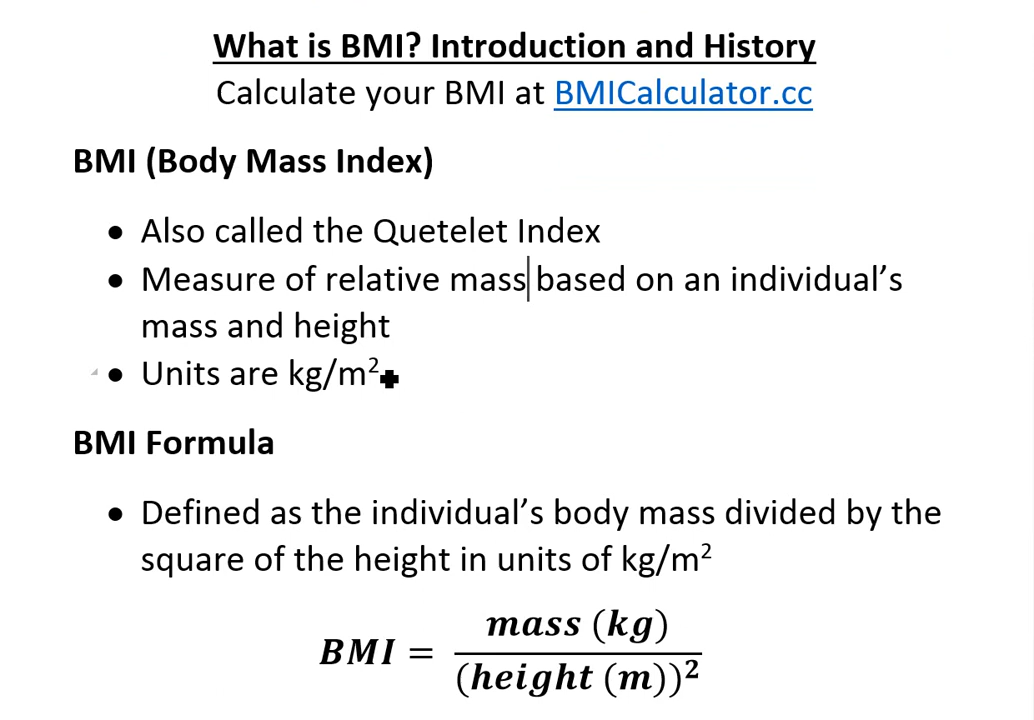 What is BMI? Introduction and History
Calculate your BMI at BMICalculator.cc
BMI (Body Mass Index)
• Also called the Quetelet Index
• Measure of relative mass based on an individual’s
mass and height
• Units are kg/m²
BMI Formula
• Defined as the individual’s body mass divided by the
square of the height in units of kg/m²
BMI = mass (kg) / (height (m))²